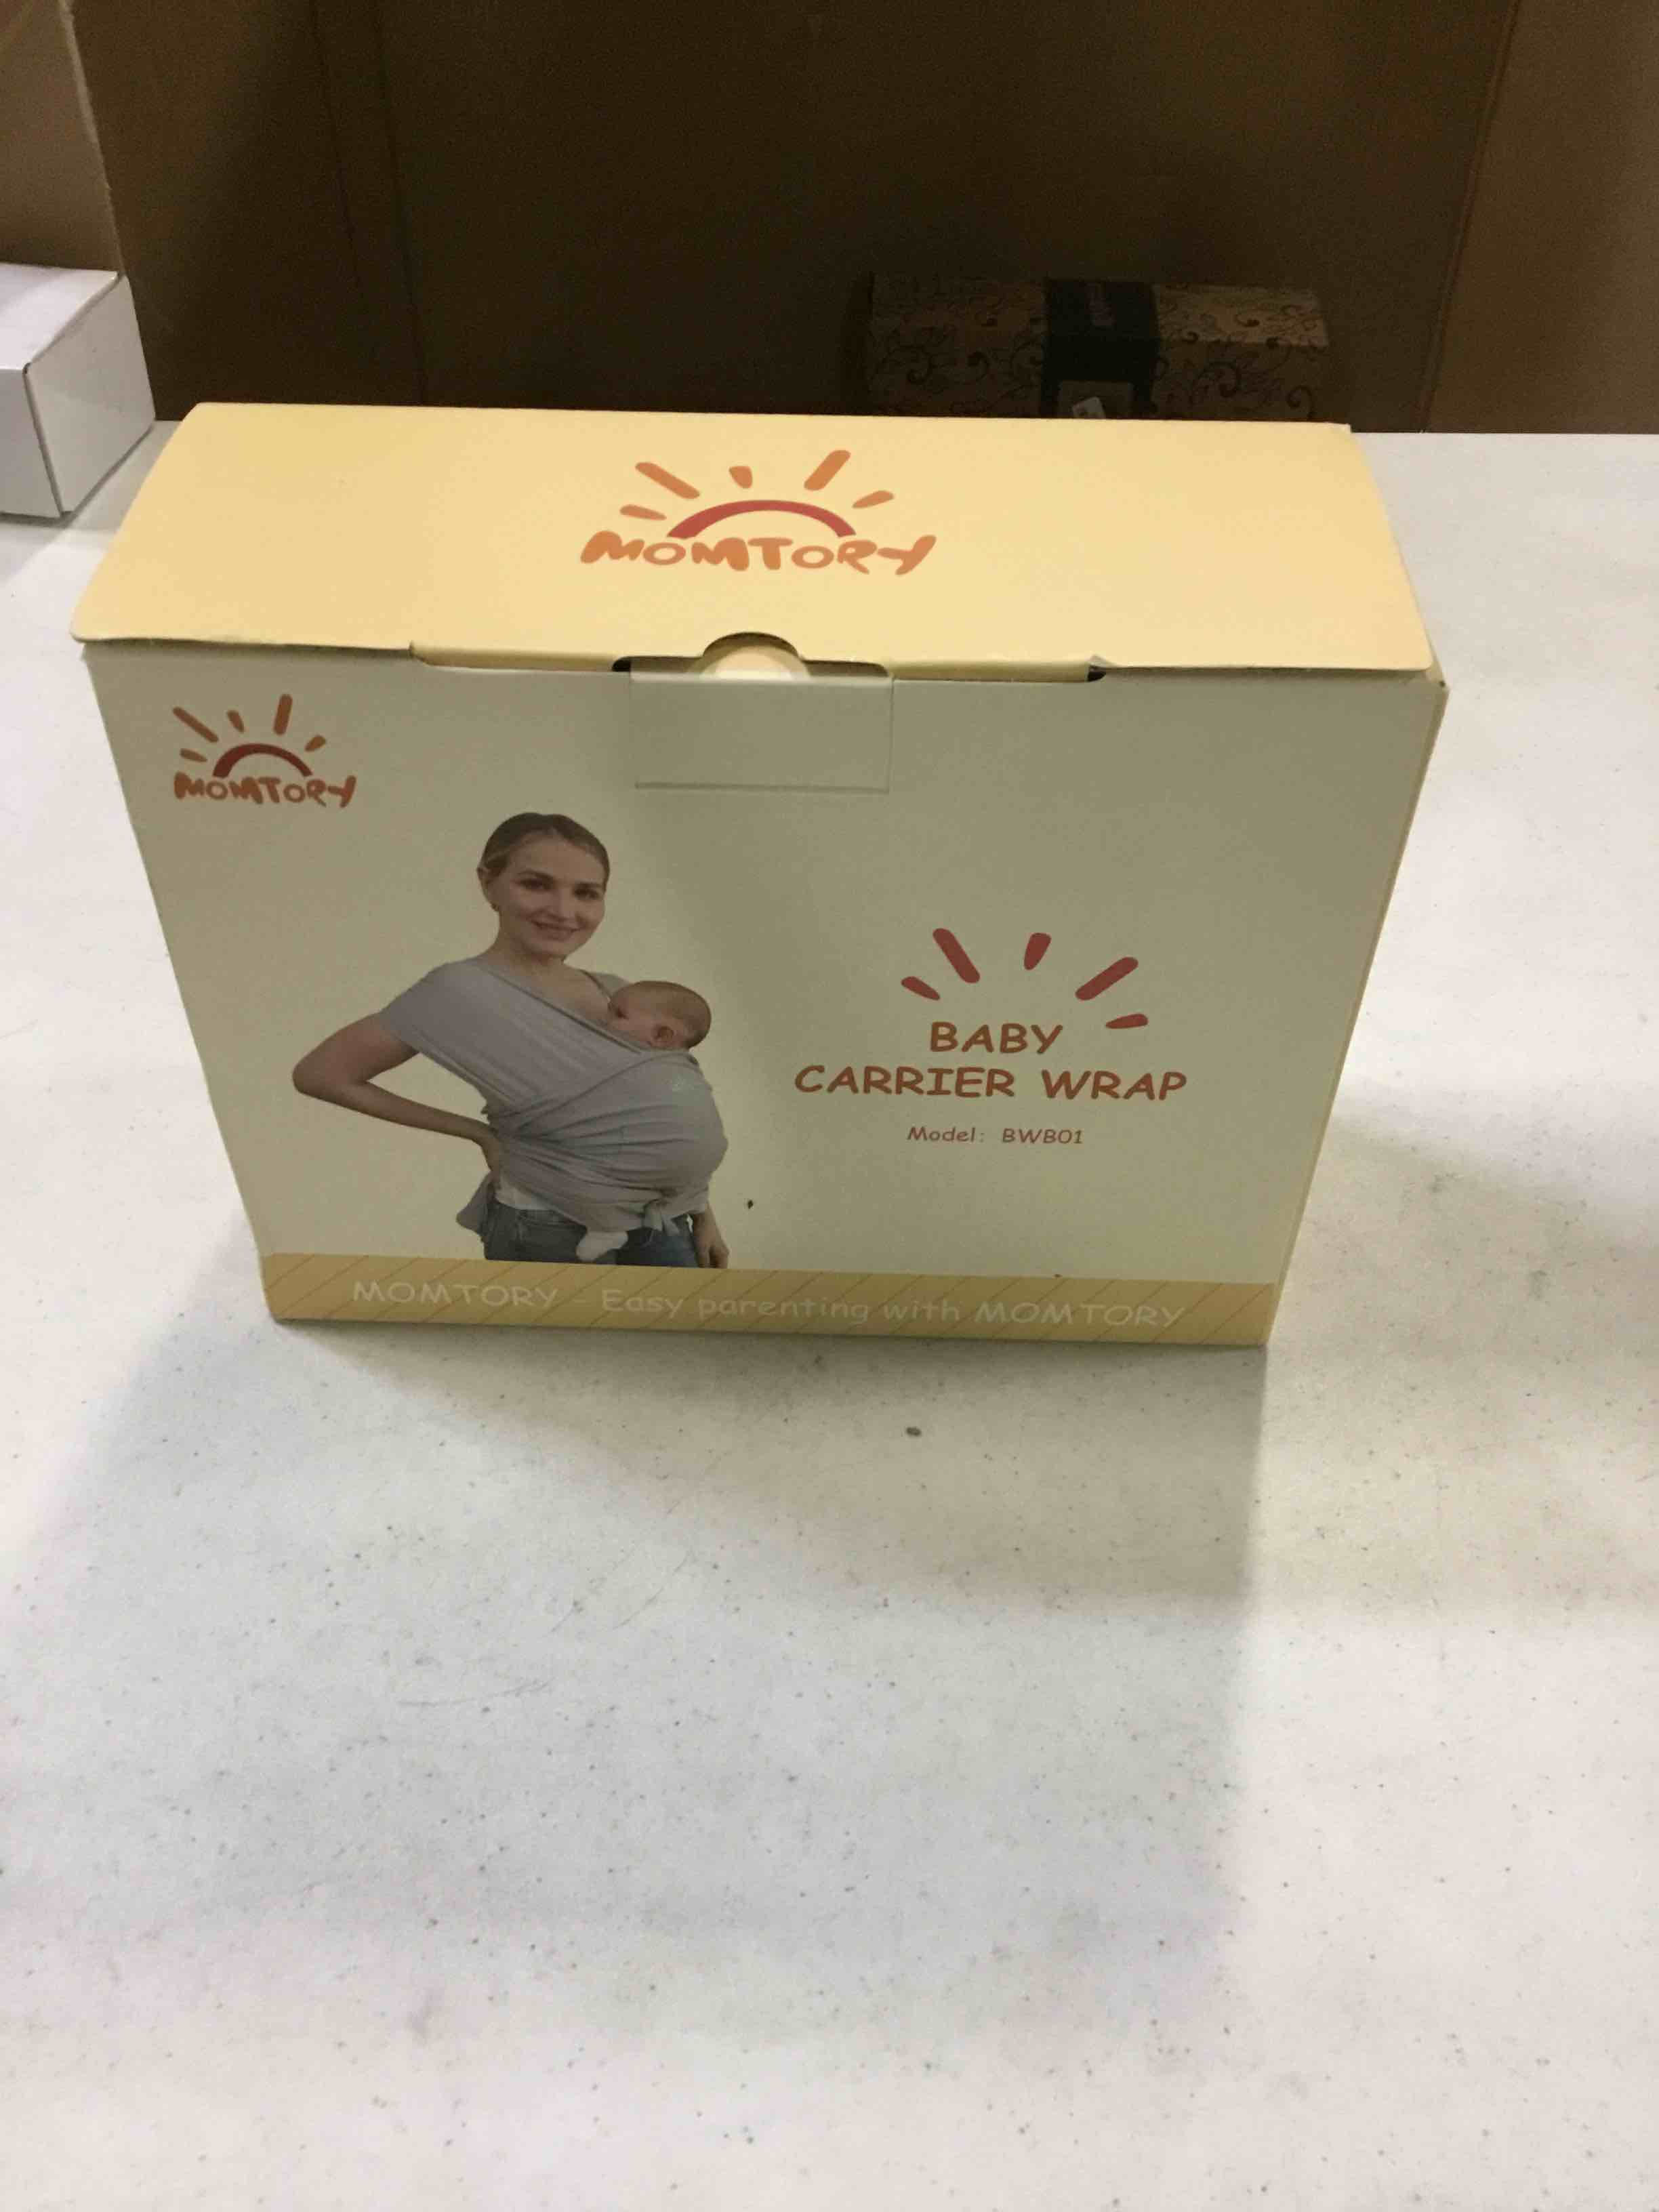 MOMTORY
MOMTORY
BABY
CARRIER WRAP
Model: BWB01
MOMTORY - Easy parenting with MOMTORY